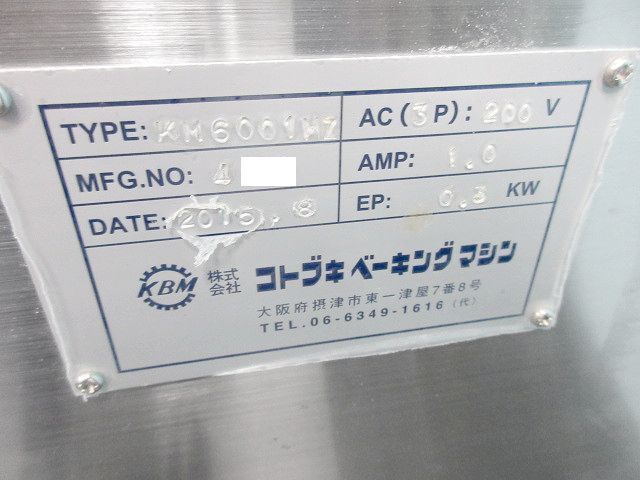 TYPE: KM6001MZ
AC(3P): 200 V
MFG.NO: 4
AMP: 1.0
DATE: 2015.8
EP: 0.3 KW
KBM 株式会社 コトブキベーキングマシン
大阪府摂津市東一津屋7番8号
TEL.06-6349-1616(代)